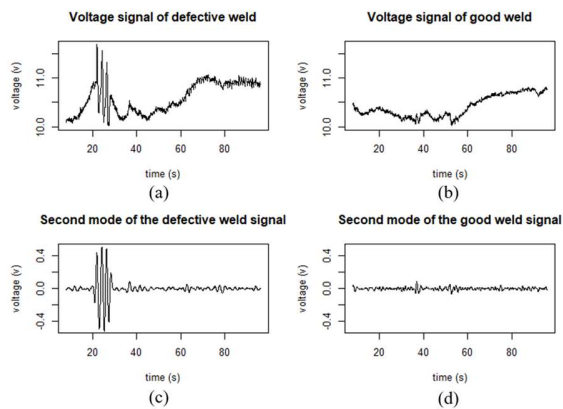 Voltage signal of defective weld
voltage (v)
11.0
10.0
20 40 60 80
time (s)
(a)
Voltage signal of good weld
voltage (v)
11.0
10.0
20 40 60 80
time (s)
(b)
Second mode of the defective weld signal
voltage (v)
0.4
0.0
-0.4
20 40 60 80
time (s)
(c)
Second mode of the good weld signal
voltage (v)
0.4
0.0
-0.4
20 40 60 80
time (s)
(d)